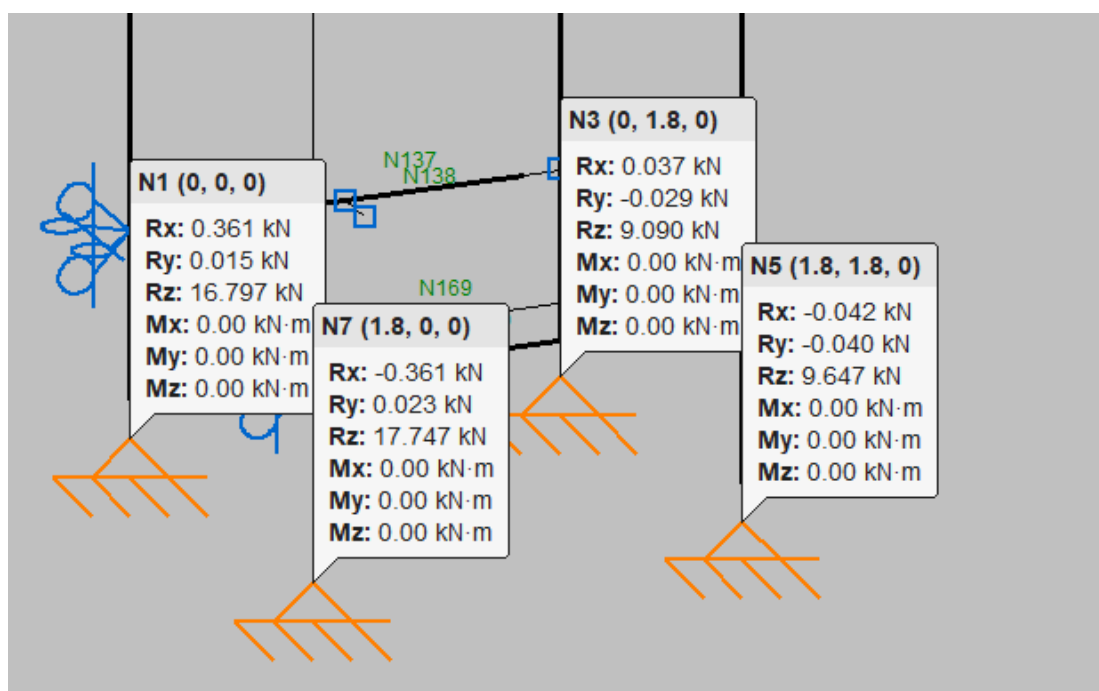 N137
N138
N169
N1 (0, 0, 0)
Rx: 0.361 kN
Ry: 0.015 kN
Rz: 16.797 kN
Mx: 0.00 kN·m
My: 0.00 kN·m
Mz: 0.00 kN·m
N7 (1.8, 0, 0)
Rx: -0.361 kN
Ry: 0.023 kN
Rz: 17.747 kN
Mx: 0.00 kN·m
My: 0.00 kN·m
Mz: 0.00 kN·m
N3 (0, 1.8, 0)
Rx: 0.037 kN
Ry: -0.029 kN
Rz: 9.090 kN
Mx: 0.00 kN·m
My: 0.00 kN·m
Mz: 0.00 kN·m
N5 (1.8, 1.8, 0)
Rx: -0.042 kN
Ry: -0.040 kN
Rz: 9.647 kN
Mx: 0.00 kN·m
My: 0.00 kN·m
Mz: 0.00 kN·m